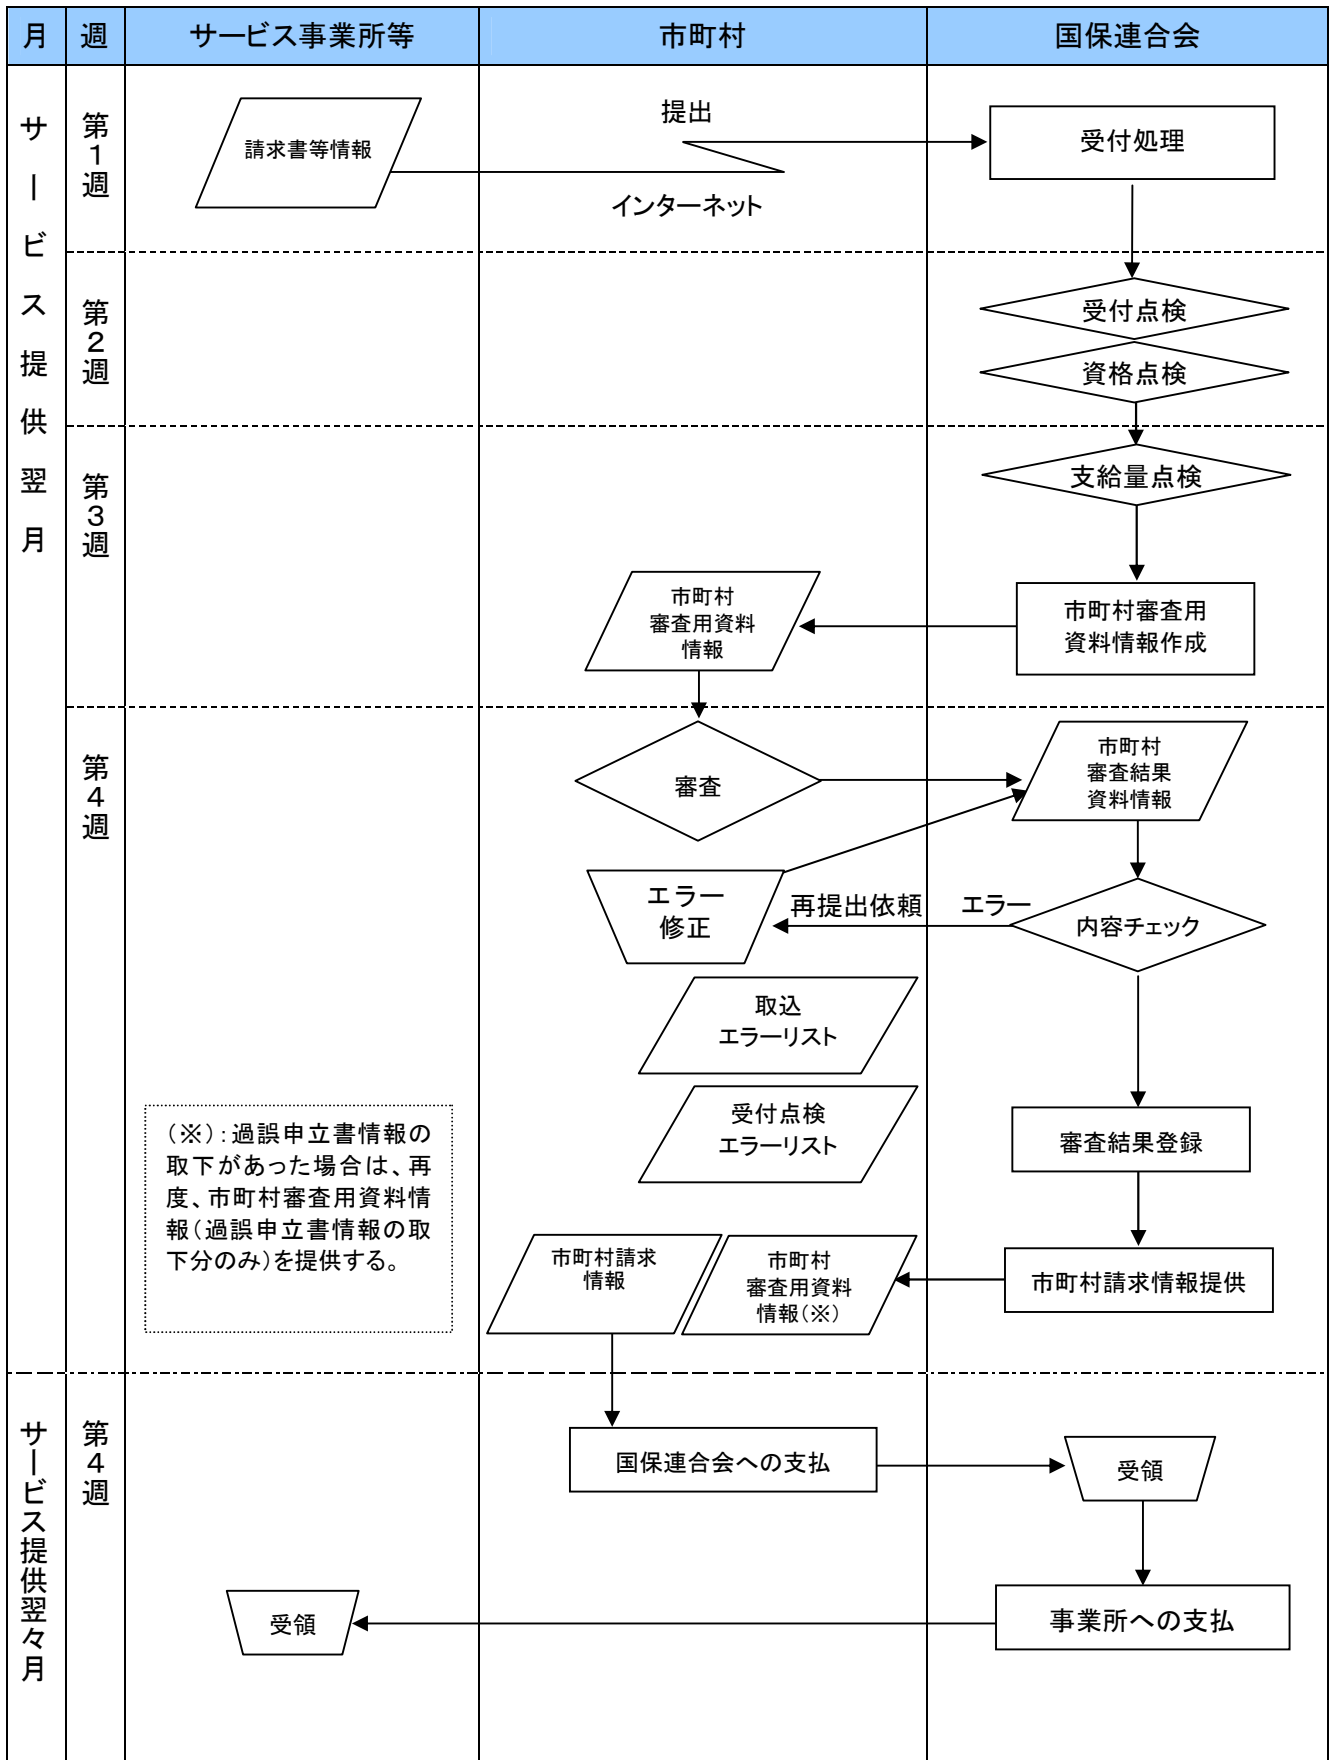 月
週
サービス事業所等
市町村
国保連合会
サービス提供翌月
第1週
請求書等情報
提出
インターネット
受付処理
第2週
受付点検
資格点検
第3週
支給量点検
市町村
審査用資料
情報
市町村審査用
資料情報作成
第4週
審査
市町村
審査結果
資料情報
エラー
修正
再提出依頼
エラー
内容チェック
取込
エラーリスト
受付点検
エラーリスト
審査結果登録
（※）：過誤申立書情報の
取下があった場合は、再
度、市町村審査用資料情
報（過誤申立書情報の取
下分のみ）を提供する。
市町村請求
情報
市町村
審査用資料
情報（※）
市町村請求情報提供
サービス提供翌々月
第4週
国保連合会への支払
受領
受領
事業所への支払